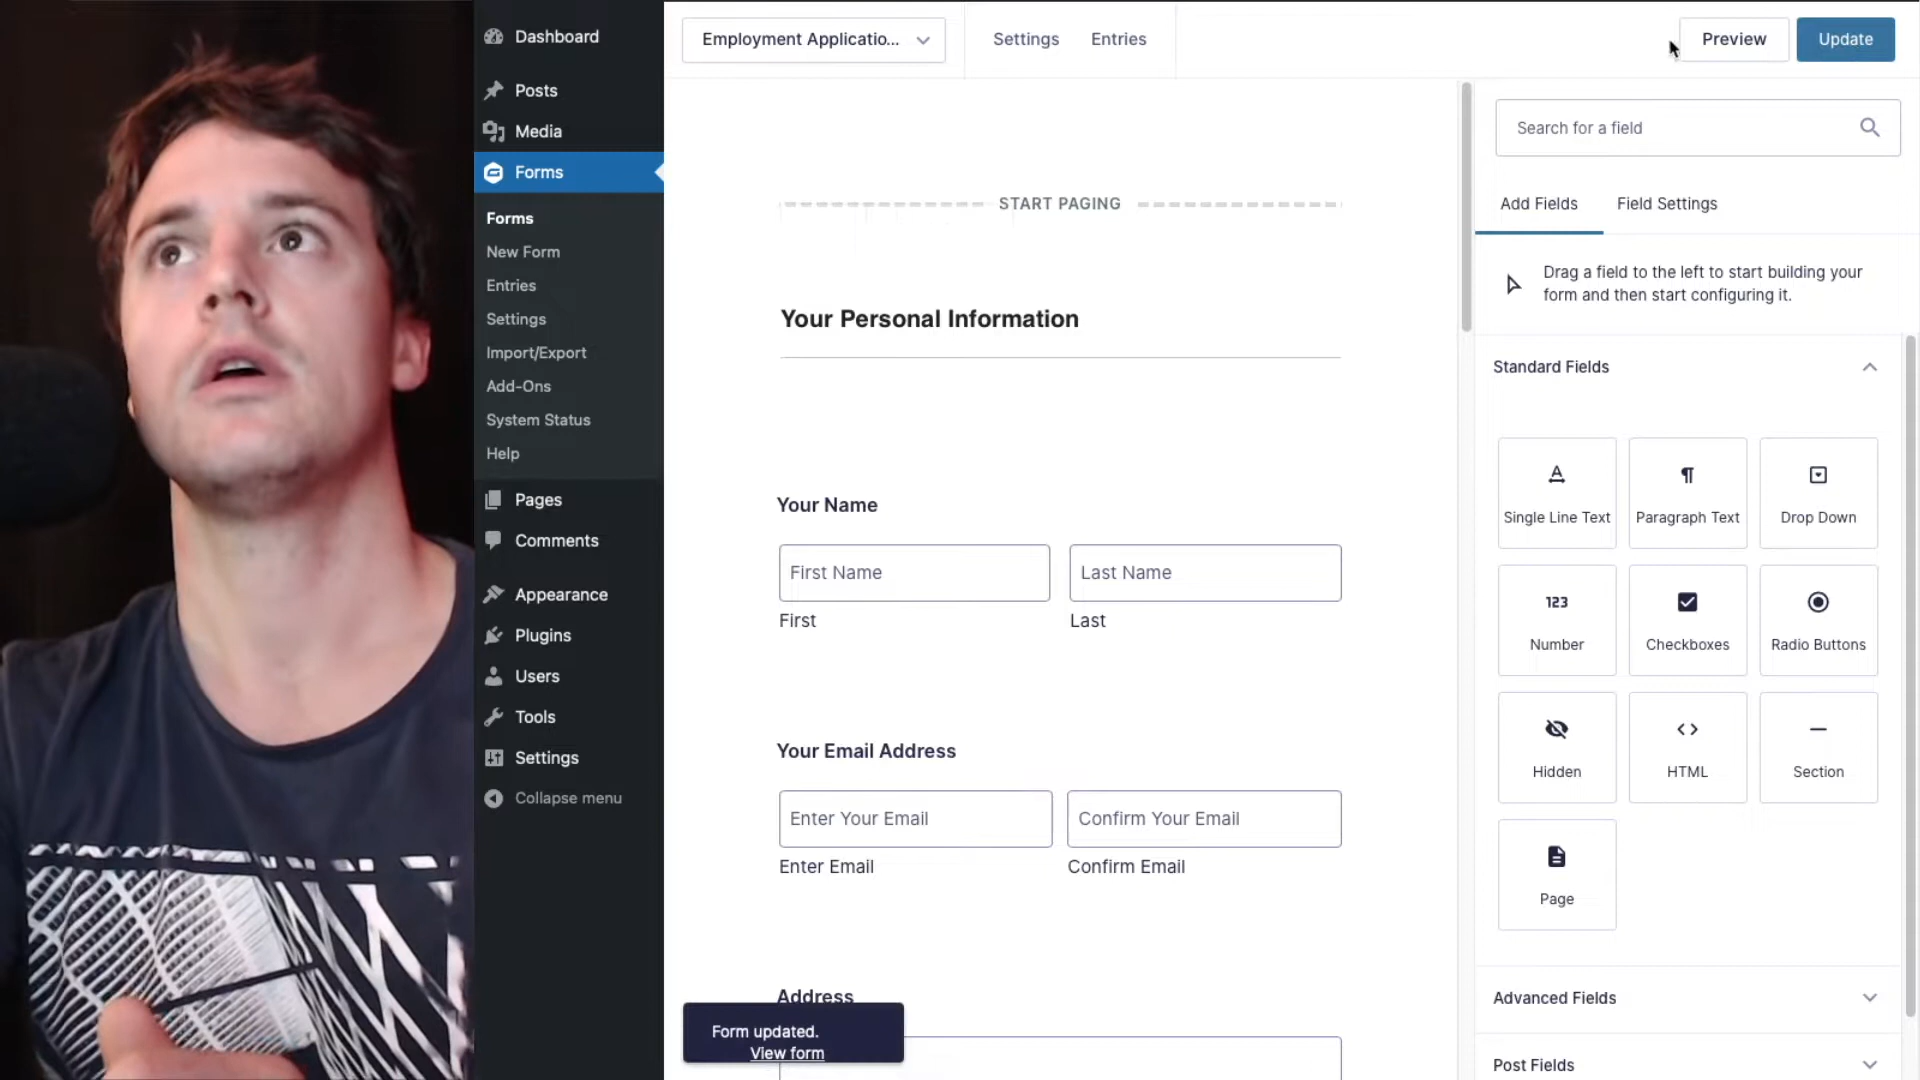 Dashboard
Posts
Media
Forms
Forms
New Form
Entries
Settings
Import/Export
Add-Ons
System Status
Help
Pages
Comments
Appearance
Plugins
Users
Tools
Settings
Collapse menu
Employment Applicatio...
Settings
Entries
Preview
Update
START PAGING
Your Personal Information
Your Name
First Name
Last Name
First
Last
Your Email Address
Enter Your Email
Confirm Your Email
Enter Email
Confirm Email
Address
Form updated.
View form
Search for a field
Add Fields
Field Settings
Drag a field to the left to start building your
form and then start configuring it.
Standard Fields
Single Line Text
Paragraph Text
Drop Down
123
Number
Checkboxes
Radio Buttons
Hidden
HTML
Section
Page
Advanced Fields
Post Fields